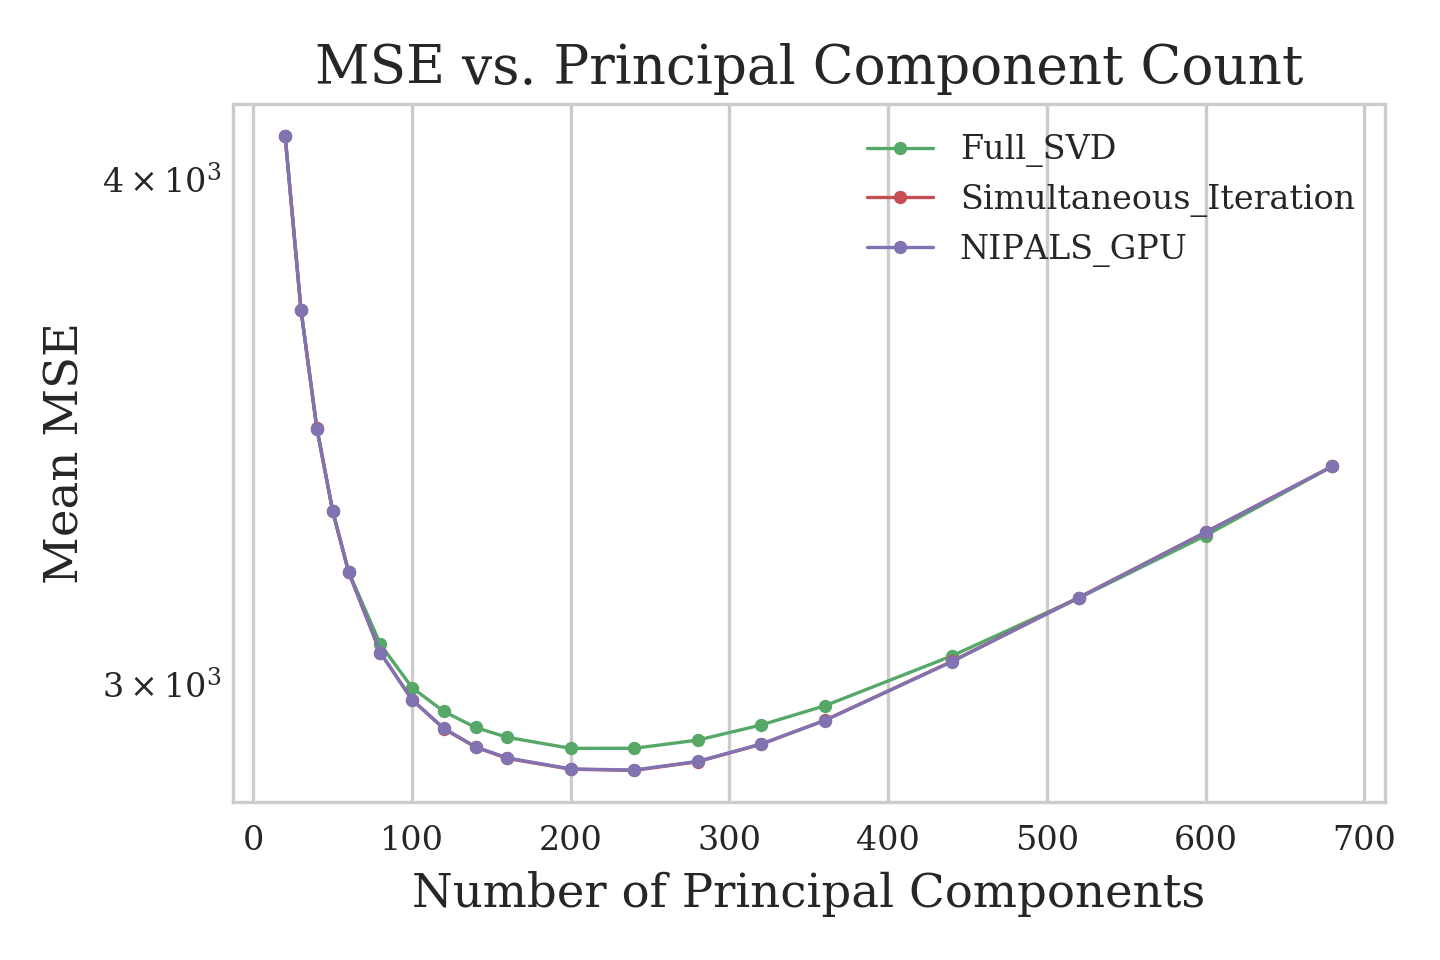 MSE vs. Principal Component Count
Full_SVD
Simultaneous_Iteration
NIPALS_GPU
Mean MSE
4 × 10³
3 × 10³
0 100 200 300 400 500 600 700
Number of Principal Components